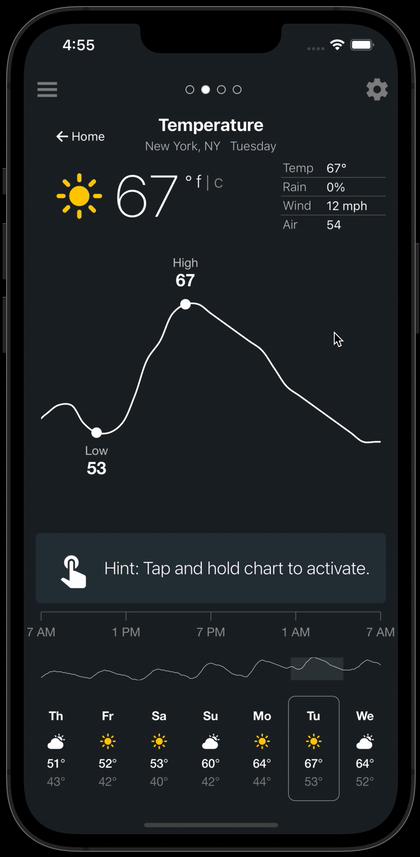 4:55
Temperature
← Home
New York, NY Tuesday
67 ° f | C
Temp 67°
Rain 0%
Wind 12 mph
Air 54
High
67
Low
53
Hint: Tap and hold chart to activate.
7 AM 1 PM 7 PM 1 AM 7 AM
Th Fr Sa Su Mo Tu We
51° 52° 53° 60° 64° 67° 64°
43° 42° 40° 42° 44° 53° 52°